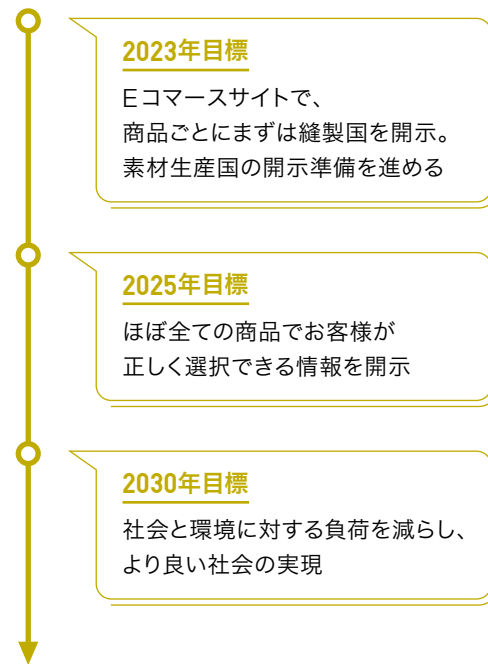 2023年目標
Eコマースサイトで、
商品ごとにまずは縫製国を開示。
素材生産国の開示準備を進める
2025年目標
ほぼ全ての商品でお客様が
正しく選択できる情報を開示
2030年目標
社会と環境に対する負荷を減らし、
より良い社会の実現